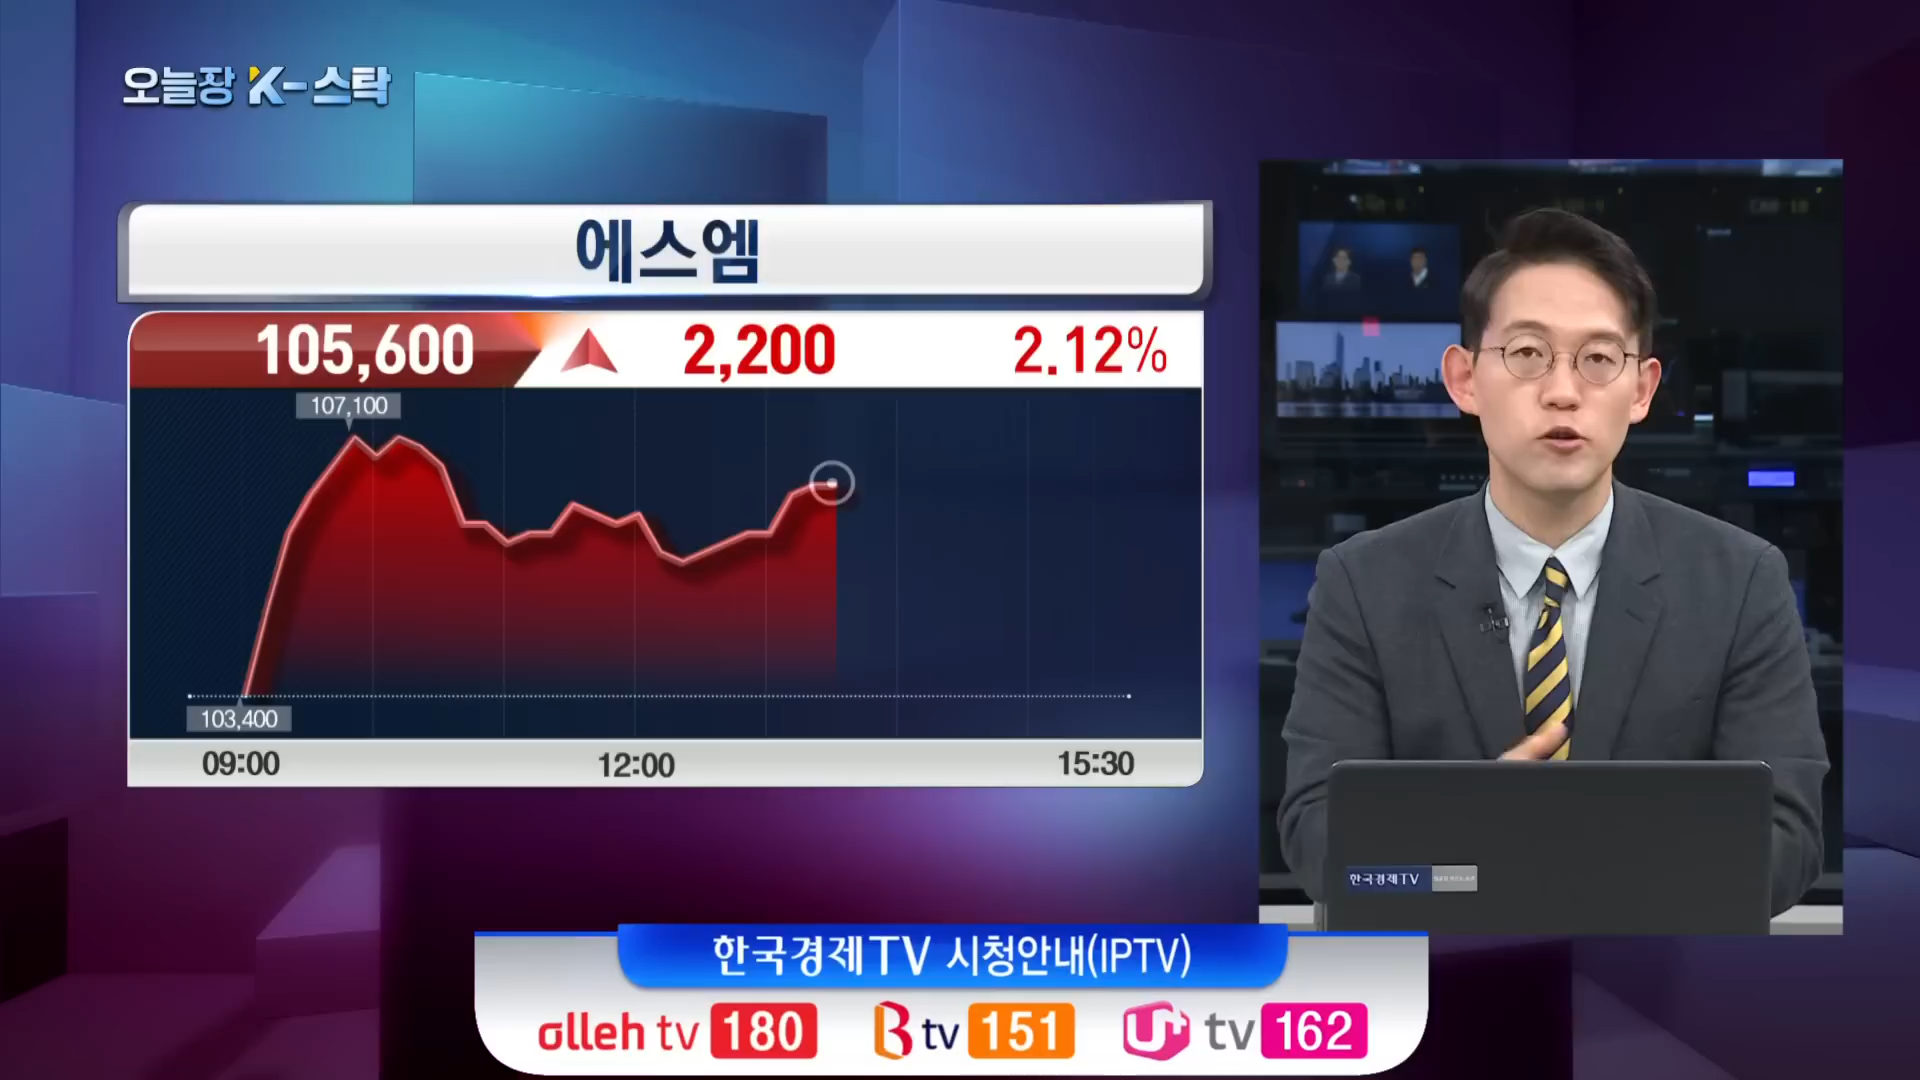 오늘장 K-스탁
에스엠
105,600 ▲ 2,200 2.12%
107,100
103,400
09:00 12:00 15:30
한국경제TV
한국경제TV 시청안내(IPTV)
olleh tv 180 B tv 151 U+ tv 162